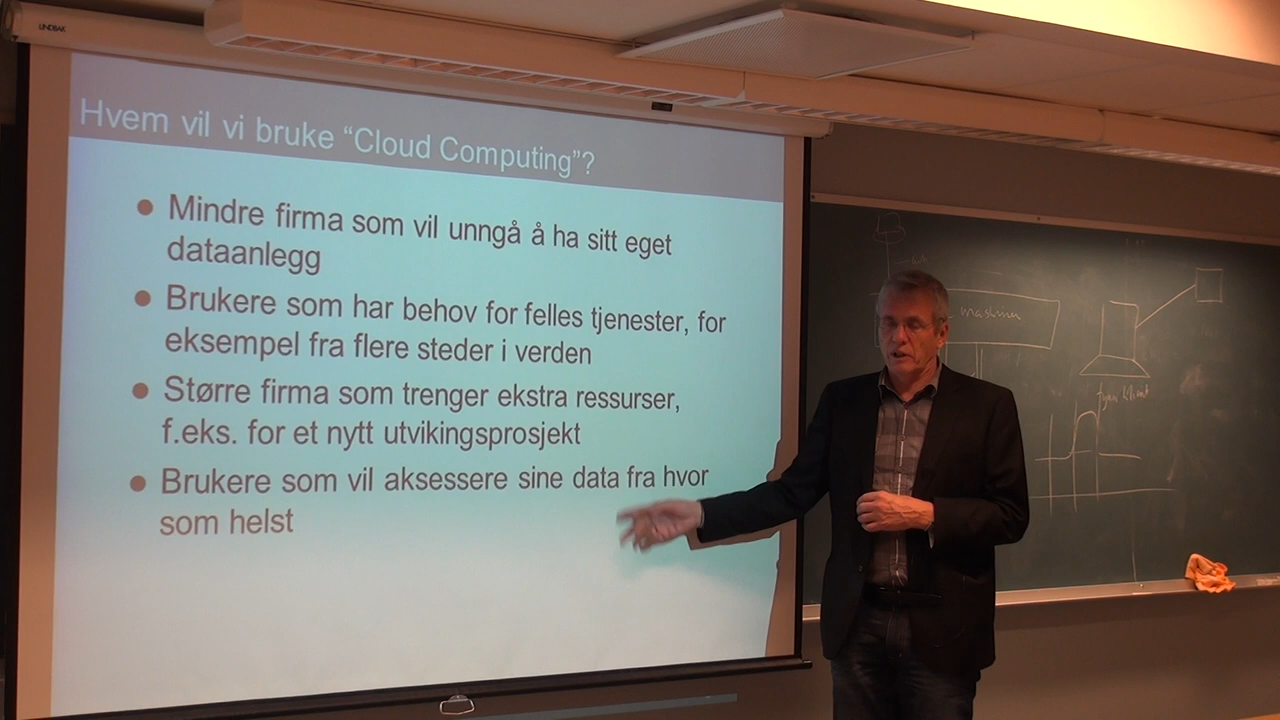 LINDBAK
Hvem vil vi bruke “Cloud Computing”?
Mindre firma som vil unngå å ha sitt eget
dataanlegg
Brukere som har behov for felles tjenester, for
eksempel fra flere steder i verden
Større firma som trenger ekstra ressurser,
f.eks. for et nytt utvikingsprosjekt
Brukere som vil aksessere sine data fra hvor
som helst